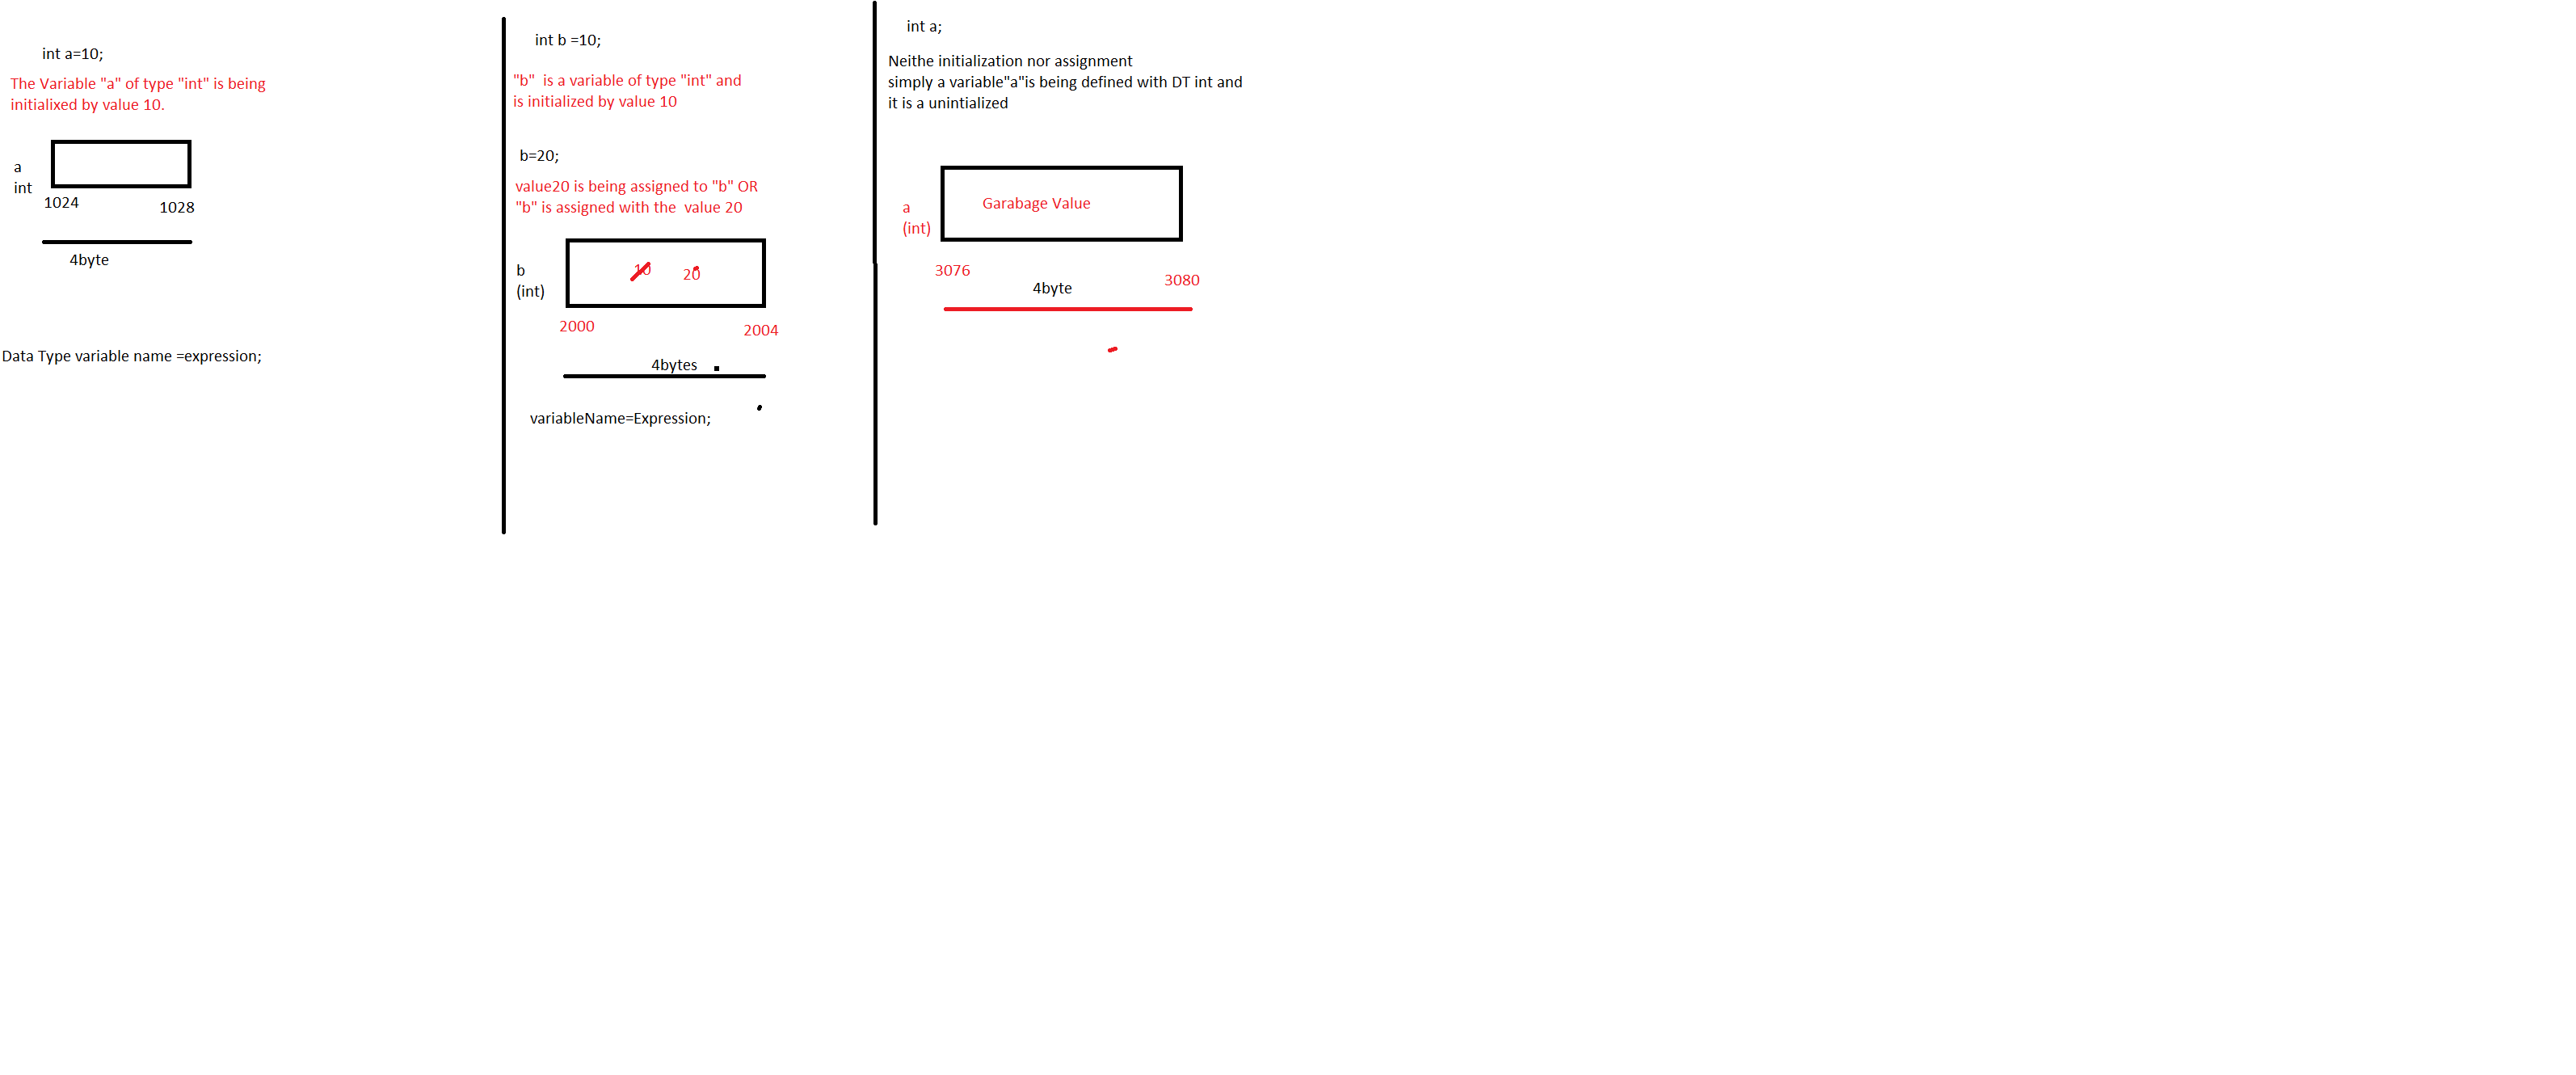 int a=10;
The Variable "a" of type "int" is being
initialixed by value 10.
a
int
1024
1028
4byte
Data Type variable name =expression;
int b =10;
"b"  is a variable of type "int" and
is initialized by value 10
b=20;
value20 is being assigned to "b" OR
"b" is assigned with the  value 20
b
(int)
10
20
2000
2004
4bytes
variableName=Expression;
int a;
Neithe initialization nor assignment
simply a variable"a"is being defined with DT int and
it is a unintialized
Garabage Value
a
(int)
3076
3080
4byte